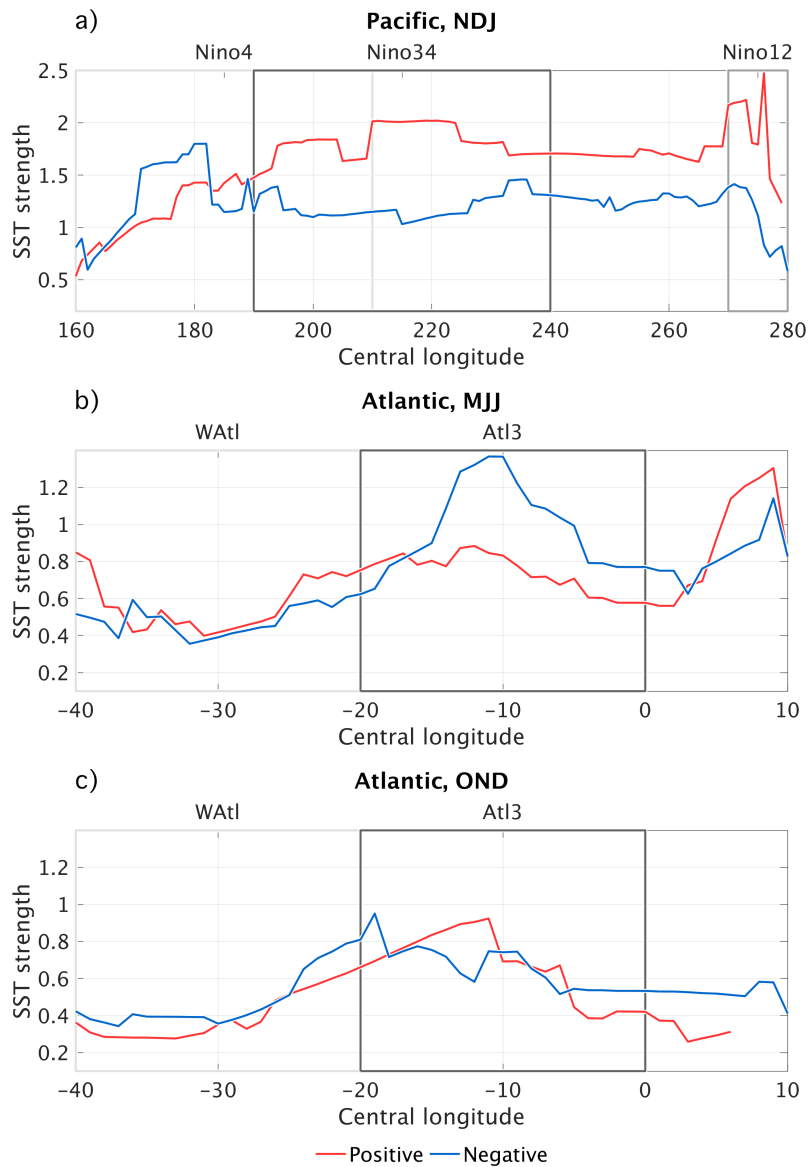 a) Pacific, NDJ
Nino4 Nino34 Nino12
2.5
2
1.5
1
0.5
SST strength
160 180 200 220 240 260 280
Central longitude
b) Atlantic, MJJ
WAtl Atl3
1.2
1
0.8
0.6
0.4
0.2
SST strength
−40 −30 −20 −10 0 10
Central longitude
c) Atlantic, OND
WAtl Atl3
1.2
1
0.8
0.6
0.4
0.2
SST strength
−40 −30 −20 −10 0 10
Central longitude
Positive Negative